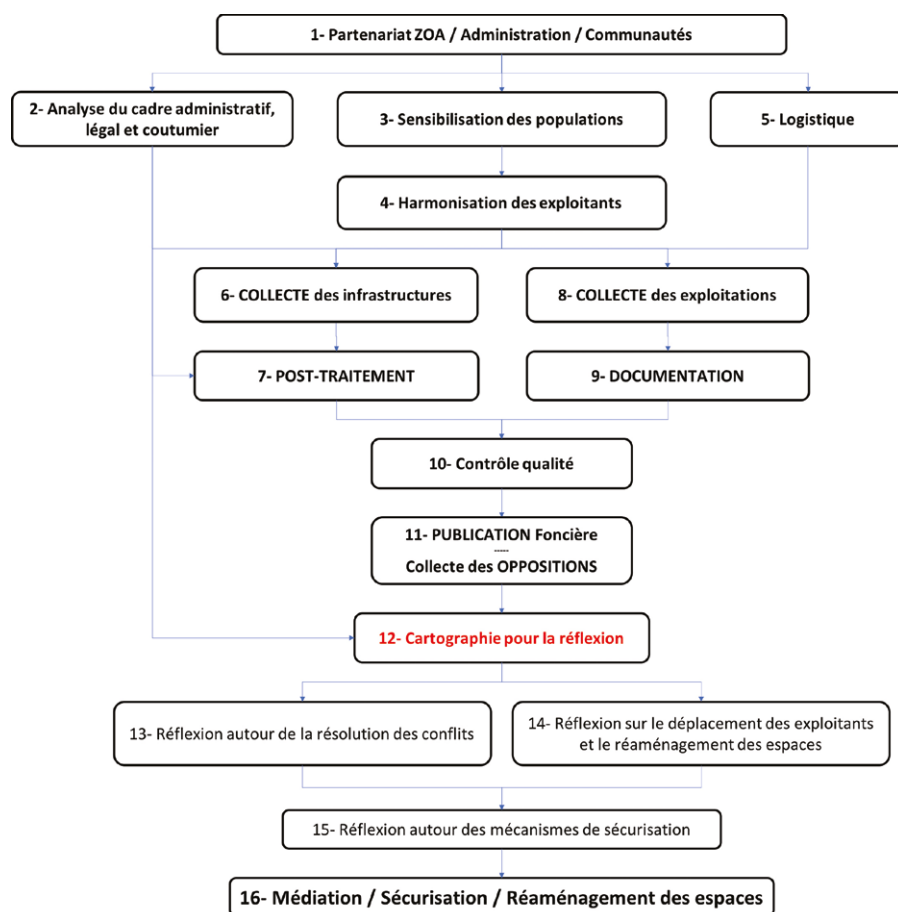 1- Partenariat ZOA / Administration / Communautés
2- Analyse du cadre administratif,
légal et coutumier
3- Sensibilisation des populations
5- Logistique
4- Harmonisation des exploitants
6- COLLECTE des infrastructures
8- COLLECTE des exploitations
7- POST-TRAITEMENT
9- DOCUMENTATION
10- Contrôle qualité
11- PUBLICATION Foncière
-----
Collecte des OPPOSITIONS
12- Cartographie pour la réflexion
13- Réflexion autour de la résolution des conflits
14- Réflexion sur le déplacement des exploitants
et le réaménagement des espaces
15- Réflexion autour des mécanismes de sécurisation
16- Médiation / Sécurisation / Réaménagement des espaces